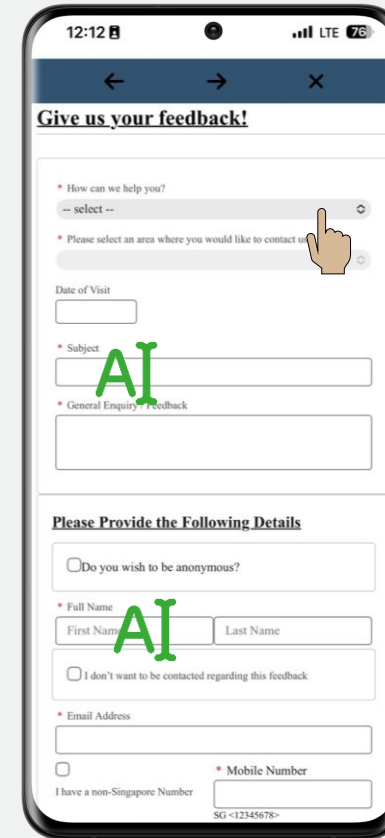 12:12
LTE 76
Give us your feedback!
* How can we help you?
-- select --
* Please select an area where you would like to contact us
Date of Visit
* Subject
AI
* General Enquiry / Feedback
Please Provide the Following Details
Do you wish to be anonymous?
* Full Name
First Name Last Name
AI
I don't want to be contacted regarding this feedback
* Email Address
* Mobile Number
I have a non-Singapore Number
SG <12345678>